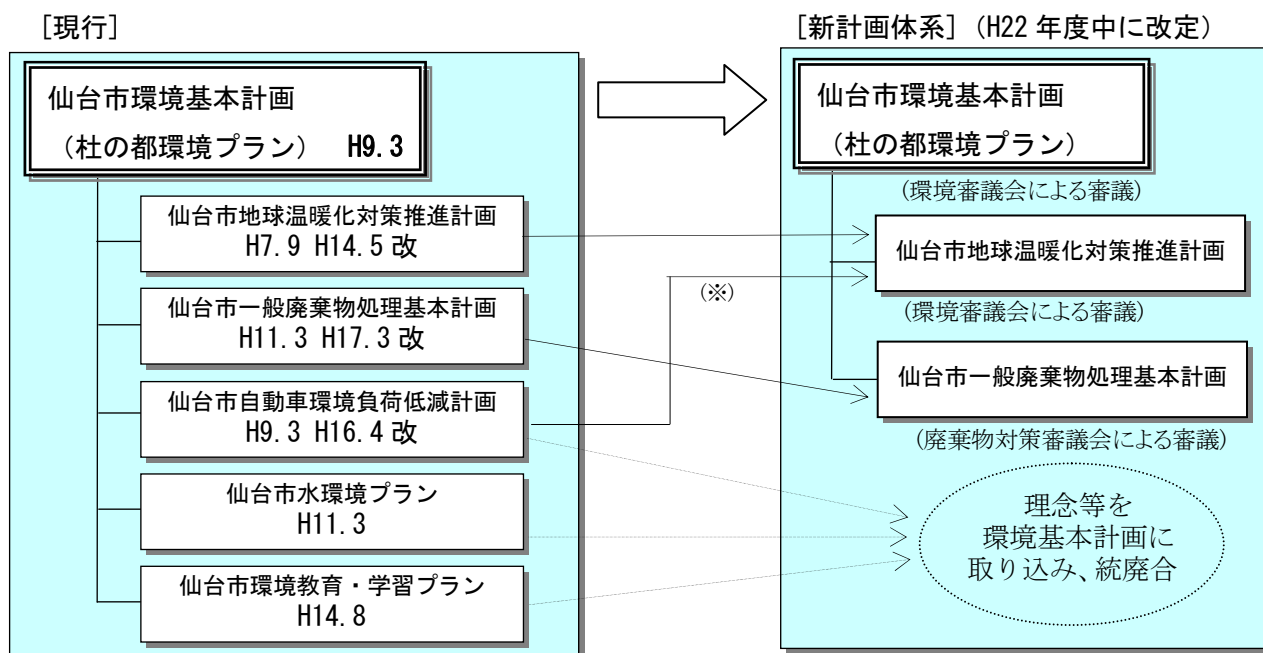 [現行]
仙台市環境基本計画
(杜の都環境プラン) H9.3
仙台市地球温暖化対策推進計画
H7.9 H14.5 改
仙台市一般廃棄物処理基本計画
H11.3 H17.3 改
仙台市自動車環境負荷低減計画
H9.3 H16.4 改
仙台市水環境プラン
H11.3
仙台市環境教育・学習プラン
H14.8
(※)
[新計画体系] (H22 年度中に改定)
仙台市環境基本計画
(杜の都環境プラン)
(環境審議会による審議)
仙台市地球温暖化対策推進計画
(環境審議会による審議)
仙台市一般廃棄物処理基本計画
(廃棄物対策審議会による審議)
理念等を
環境基本計画に
取り込み、統廃合